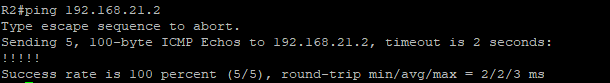 R2#ping 192.168.21.2
Type escape sequence to abort.
Sending 5, 100-byte ICMP Echos to 192.168.21.2, timeout is 2 seconds:
!!!!!
Success rate is 100 percent (5/5), round-trip min/avg/max = 2/2/3 ms